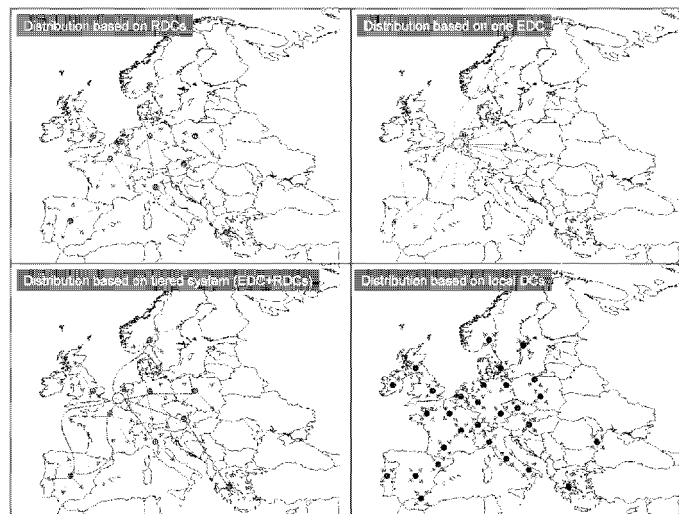 Distribution based on RDCs
Distribution based on one EDC
Distribution based on tiered system (EDC+RDCs)
Distribution based on local DCs